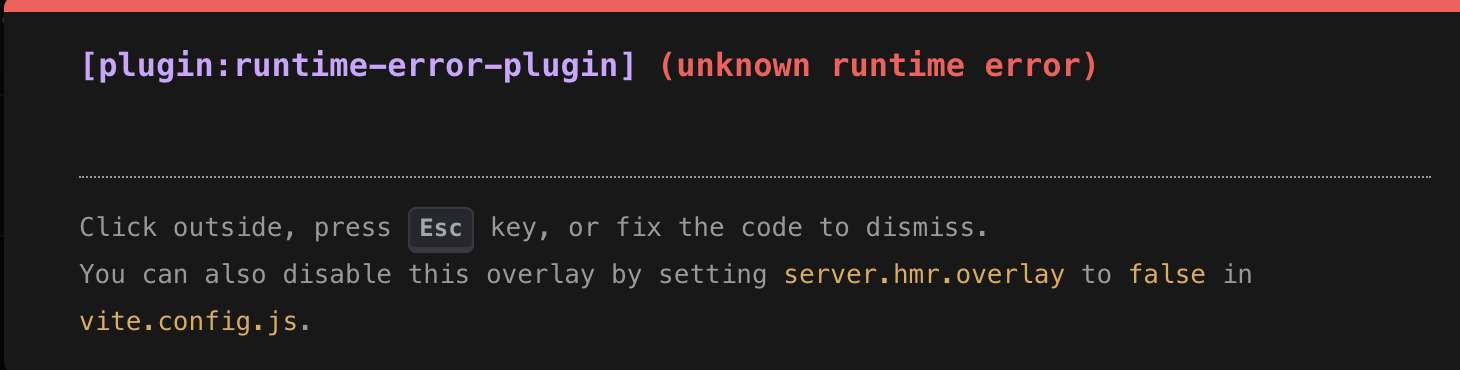 [plugin:runtime-error-plugin] (unknown runtime error)
Click outside, press Esc key, or fix the code to dismiss.
You can also disable this overlay by setting server.hmr.overlay to false in
vite.config.js.